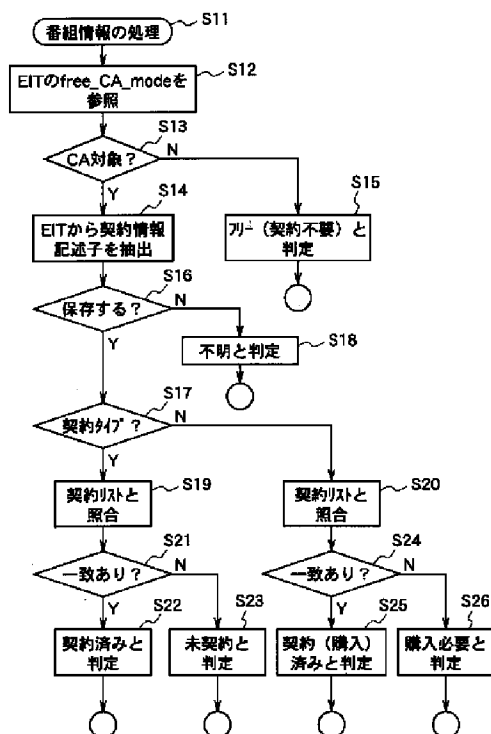 番組情報の処理
S11
EITのfree_CA_modeを
参照
S12
CA対象？
S13
N
Y
S14
EITから契約情報
記述子を抽出
S15
ﾌﾘｰ（契約不要）と
判定
S16
保存する？
N
Y
不明と判定
S18
S17
契約ﾀｲﾌﾟ？
N
Y
契約ﾘｽﾄと
照合
S19
契約ﾘｽﾄと
照合
S20
一致あり？
S21
N
Y
一致あり？
S24
N
Y
S22
契約済みと
判定
S23
未契約と
判定
S25
契約（購入）
済みと判定
S26
購入必要と
判定